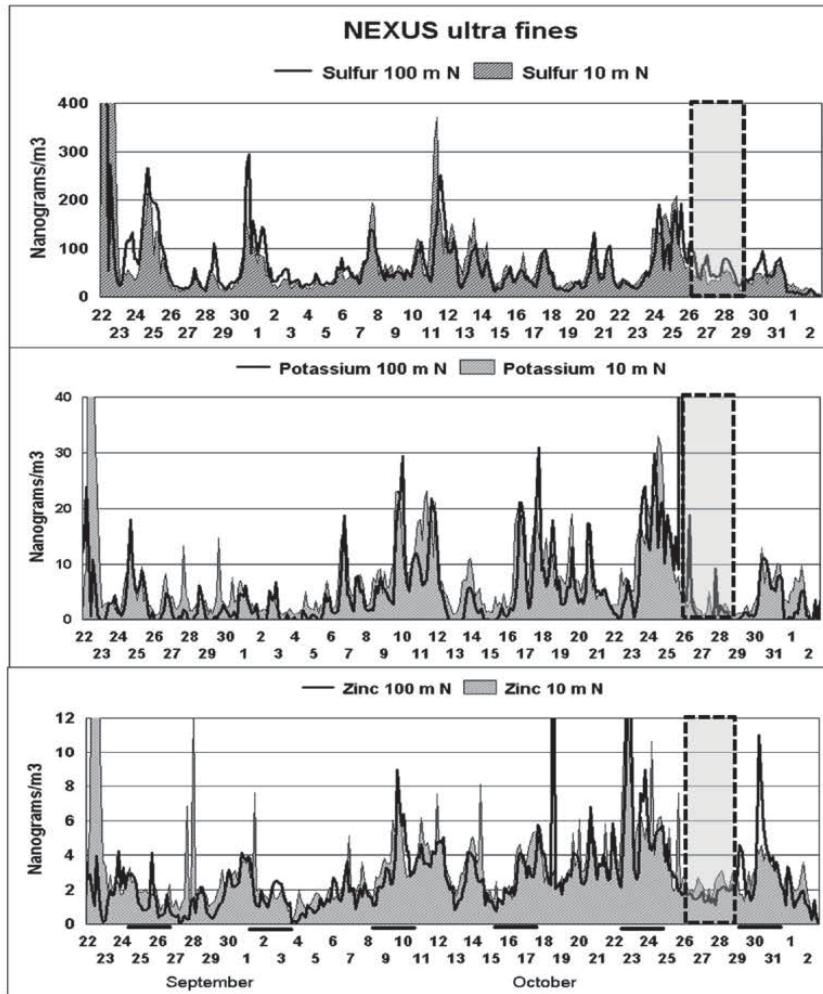 NEXUS ultra fines
Sulfur 100 m N Sulfur 10 m N
Nanograms/m3
400
300
200
100
0
22 24 26 28 30 2 4 6 8 10 12 14 16 18 20 22 24 26 28 30 1
23 25 27 29 1 3 5 7 9 11 13 15 17 19 21 23 25 27 29 31 2
Potassium 100 m N Potassium 10 m N
Nanograms/m3
40
30
20
10
0
22 24 26 28 30 2 4 6 8 10 12 14 16 18 20 22 24 26 28 30 1
23 25 27 29 1 3 5 7 9 11 13 15 17 19 21 23 25 27 29 31 2
Zinc 100 m N Zinc 10 m N
Nanograms/m3
12
10
8
6
4
2
0
22 24 26 28 30 2 4 6 8 10 12 14 16 18 20 22 24 26 28 30 1
23 25 27 29 1 3 5 7 9 11 13 15 17 19 21 23 25 27 29 31 2
September October